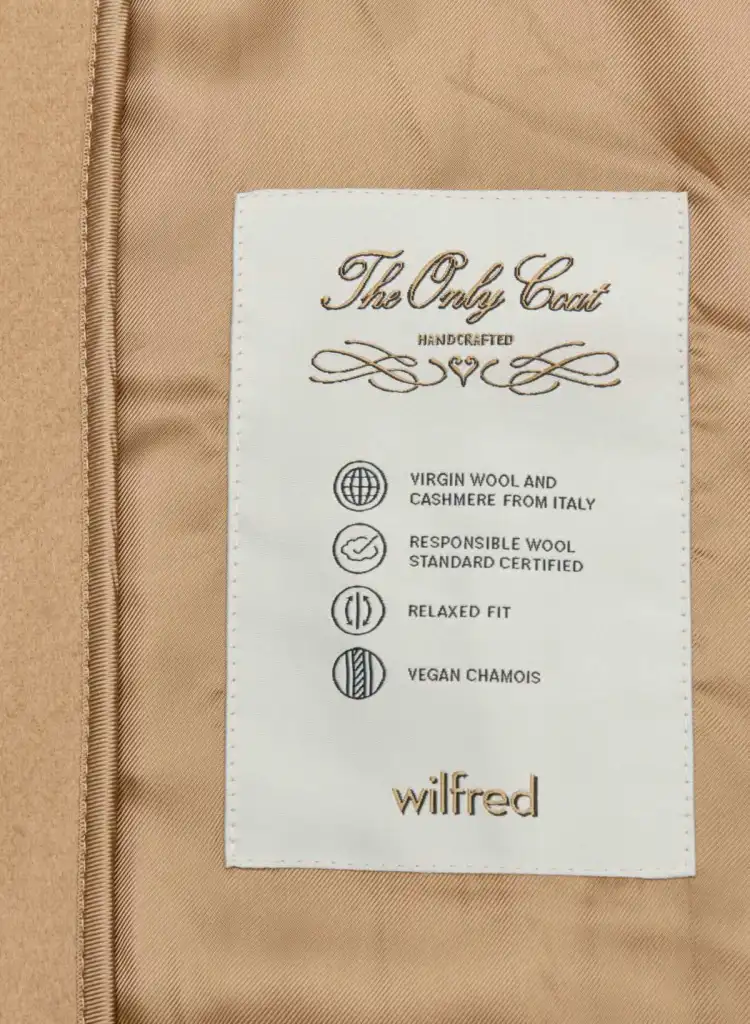 The Only Coat
HANDCRAFTED
VIRGIN WOOL AND
CASHMERE FROM ITALY
RESPONSIBLE WOOL
STANDARD CERTIFIED
RELAXED FIT
VEGAN CHAMOIS
wilfred